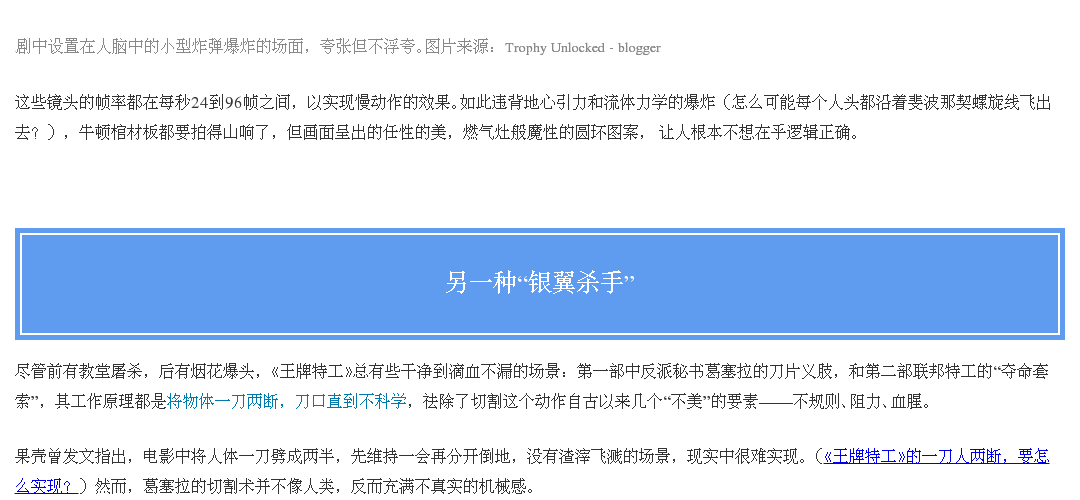 剧中设置在人脑中的小型炸弹爆炸的场面，夸张但不浮夸。图片来源：Trophy Unlocked - blogger
这些镜头的帧率都在每秒24到96帧之间，以实现慢动作的效果。如此违背地心引力和流体力学的爆炸（怎么可能每个人头都沿着斐波那契螺旋线飞出
去？），牛顿棺材板都要拍得山响了，但画面呈出的任性的美，燃气灶般魔性的圆环图案， 让人根本不想在乎逻辑正确。
另一种“银翼杀手”
尽管前有教堂屠杀，后有烟花爆头，《王牌特工》总有些干净到滴血不漏的场景：第一部中反派秘书葛塞拉的刀片义肢，和第二部联邦特工的“夺命套
索”，其工作原理都是将物体一刀两断，刀口直到不科学，祛除了切割这个动作自古以来几个“不美”的要素——不规则、阻力、血腥。
果壳曾发文指出，电影中将人体一刀劈成两半，先维持一会再分开倒地，没有渣滓飞溅的场景，现实中很难实现。（《王牌特工》的一刀人两断，要怎
么实现？）然而，葛塞拉的切割术并不像人类，反而充满不真实的机械感。